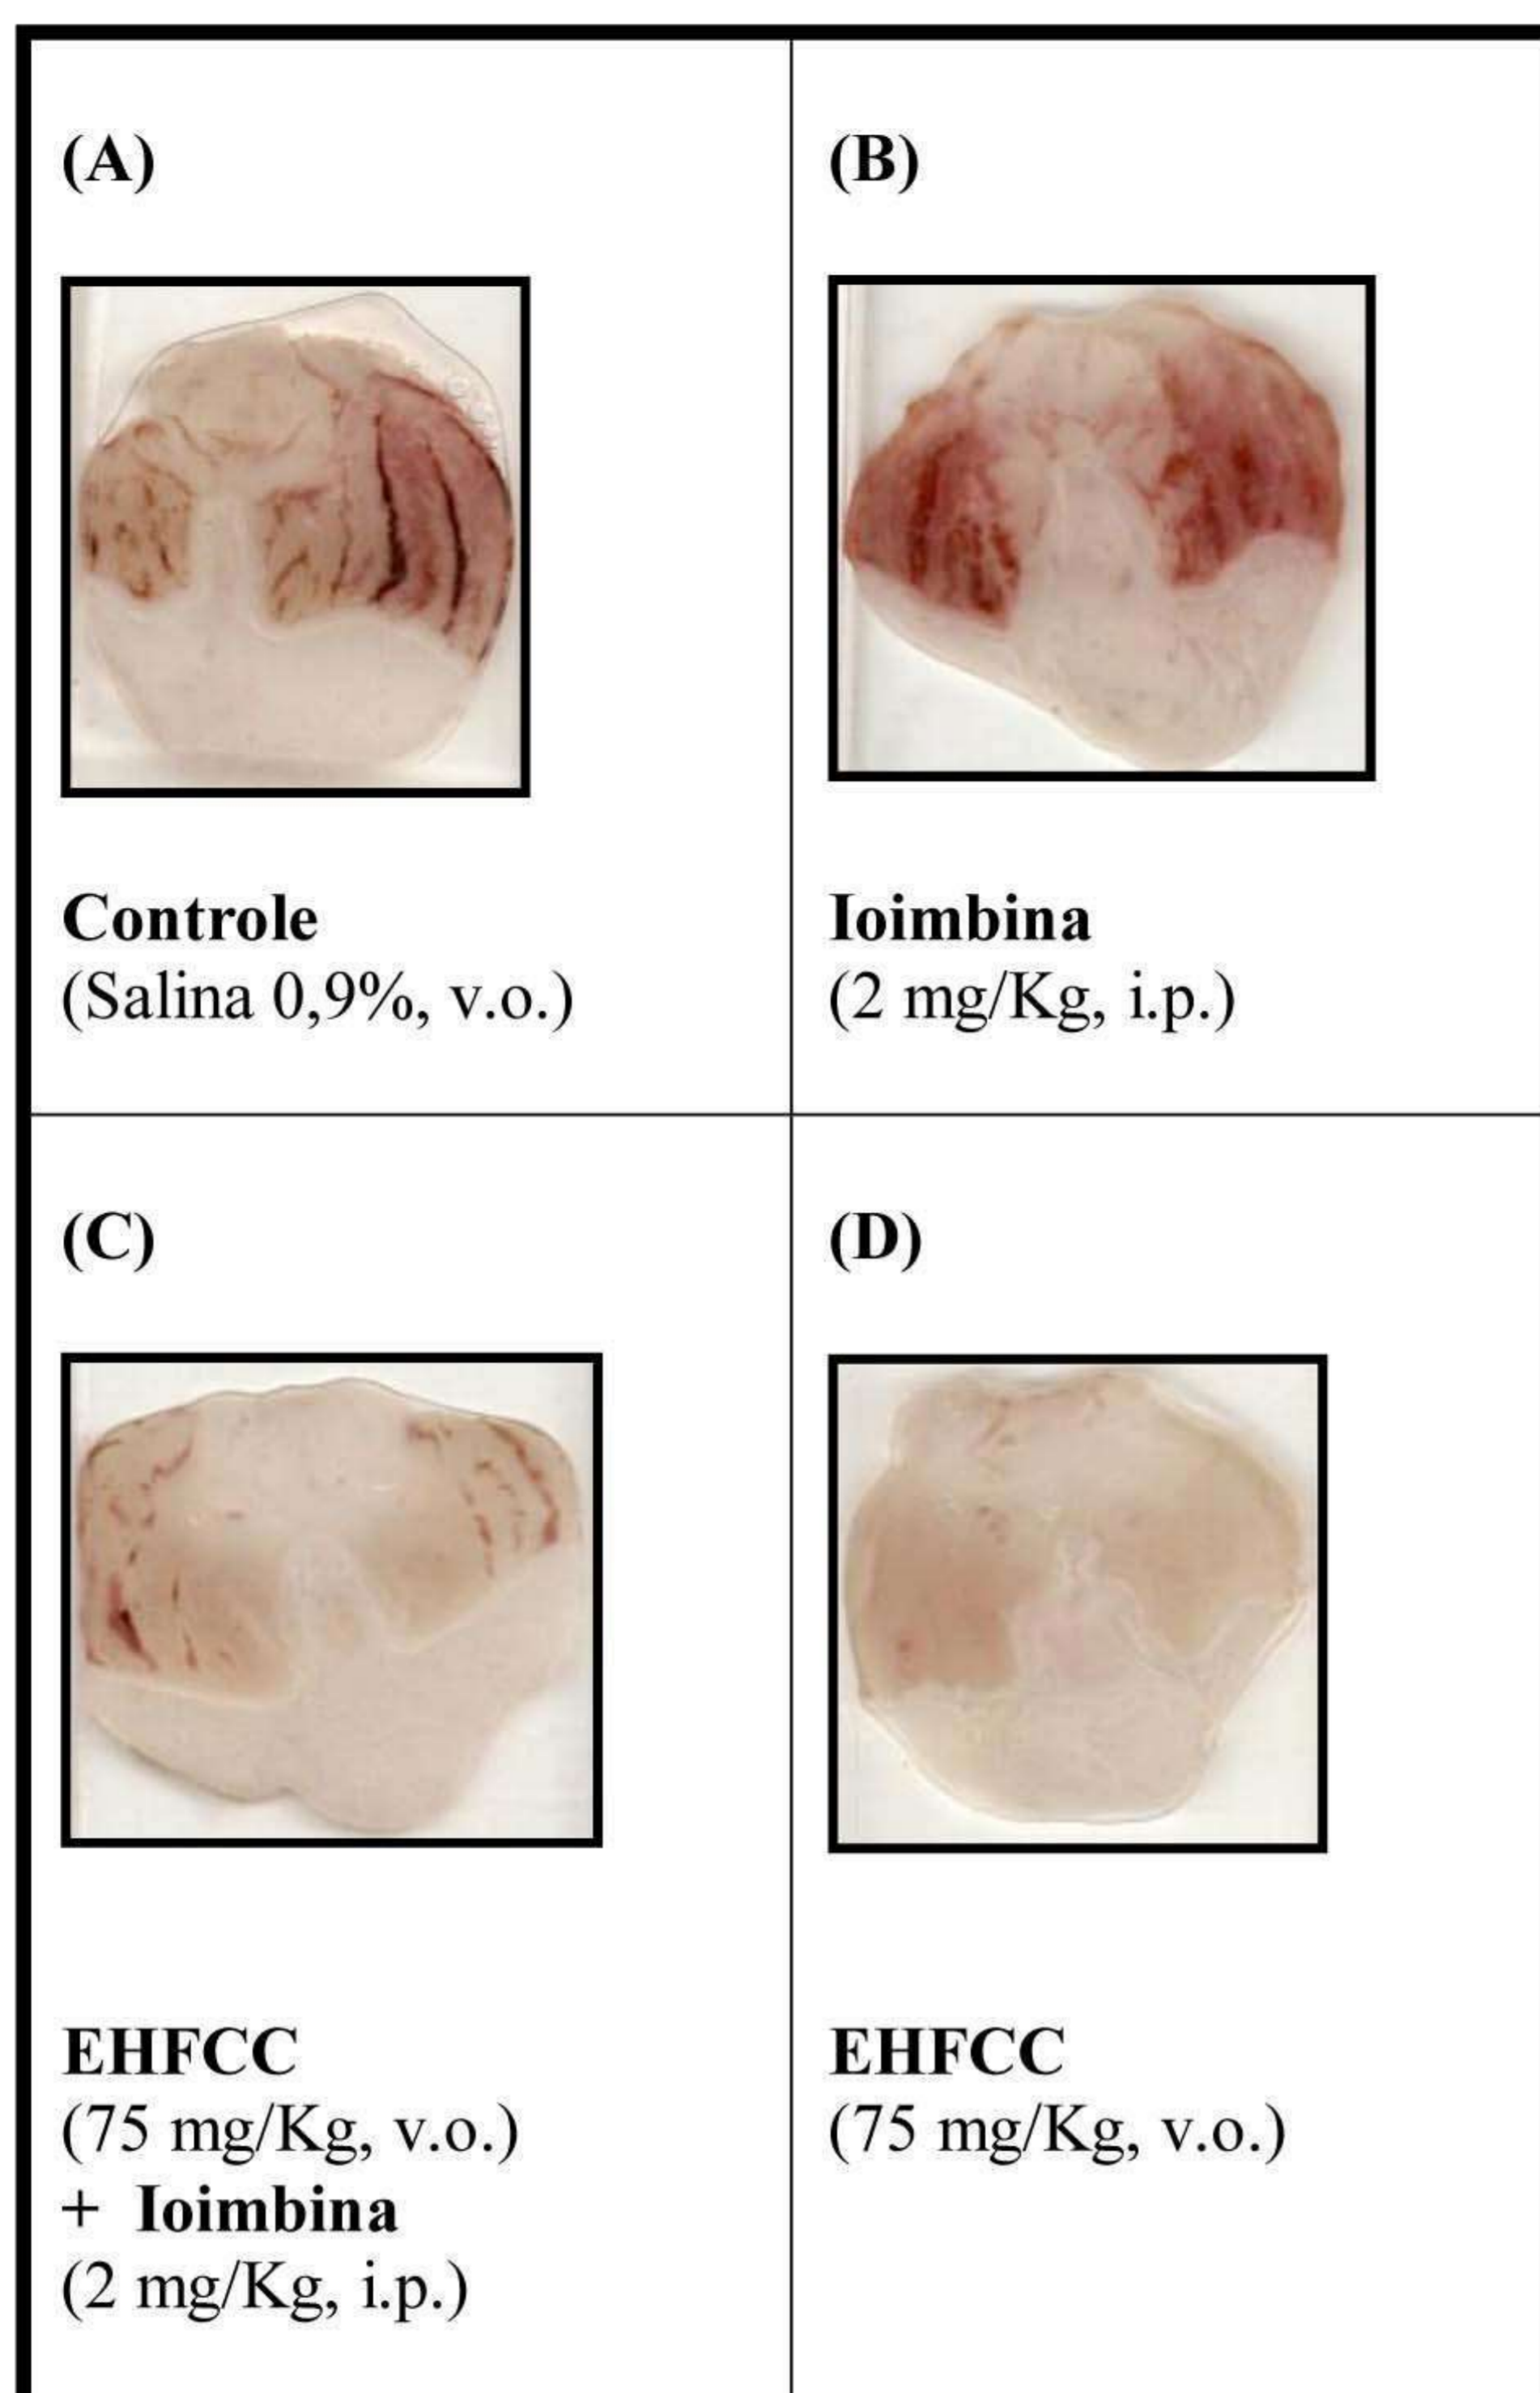 (A)
(B)
Controle
(Salina 0,9%, v.o.)
Ioimbina
(2 mg/Kg, i.p.)
(C)
(D)
EHFCC
(75 mg/Kg, v.o.)
+ Ioimbina
(2 mg/Kg, i.p.)
EHFCC
(75 mg/Kg, v.o.)